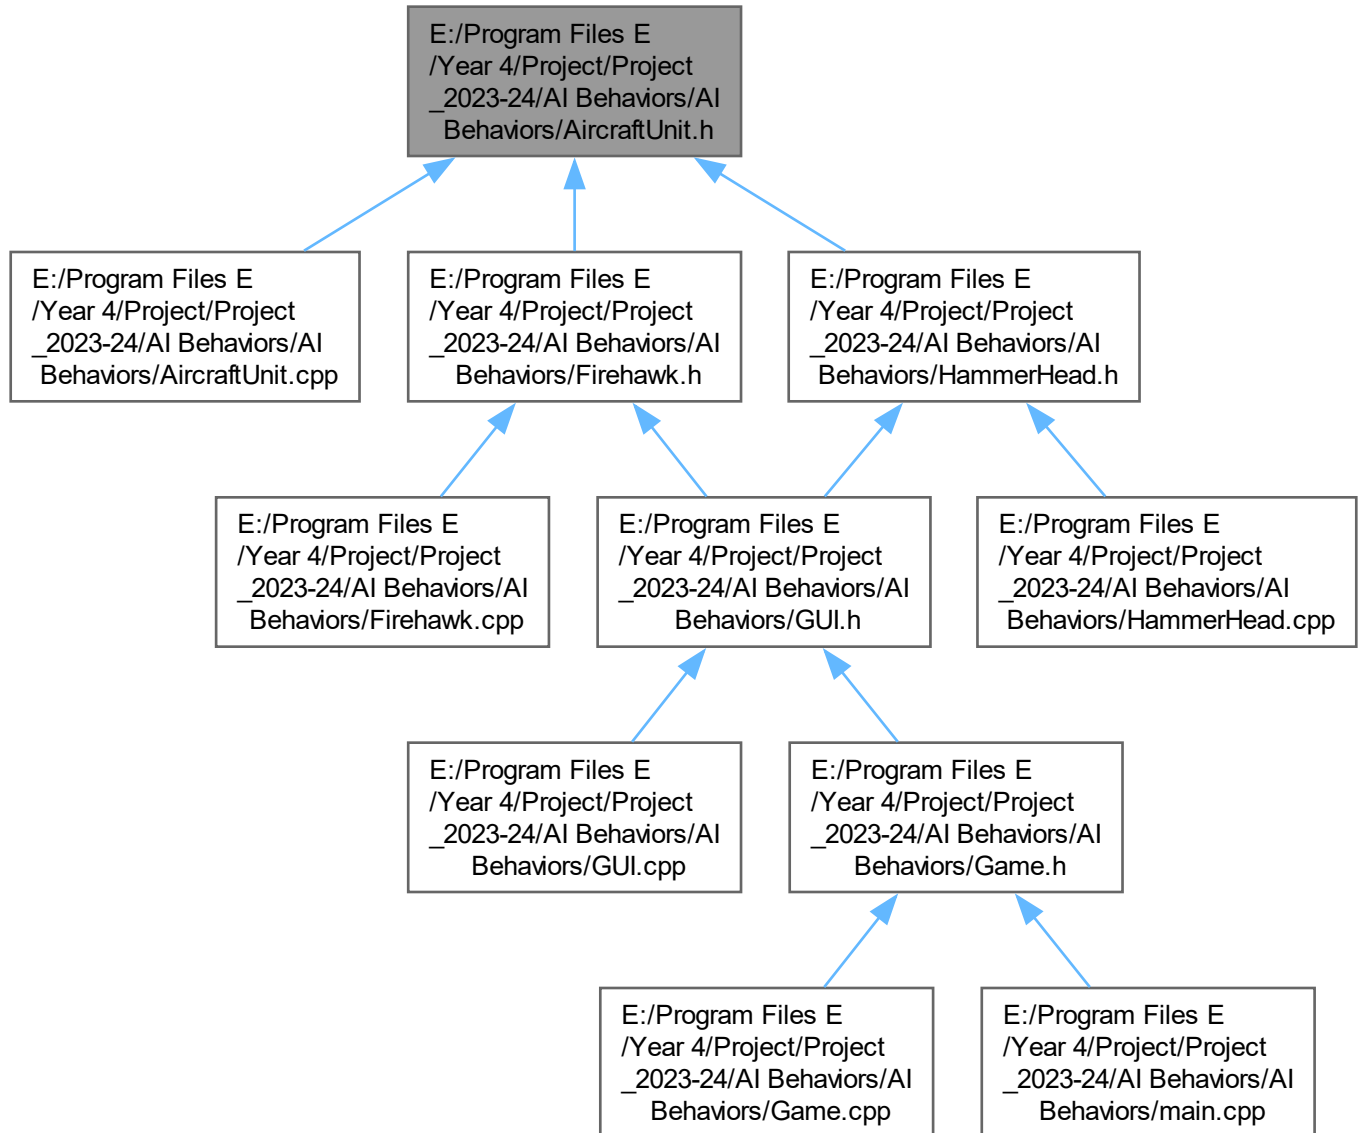 E:/Program Files E
/Year 4/Project/Project
_2023-24/AI Behaviors/AI
Behaviors/AircraftUnit.h
E:/Program Files E
/Year 4/Project/Project
_2023-24/AI Behaviors/AI
Behaviors/AircraftUnit.cpp
E:/Program Files E
/Year 4/Project/Project
_2023-24/AI Behaviors/AI
Behaviors/Firehawk.h
E:/Program Files E
/Year 4/Project/Project
_2023-24/AI Behaviors/AI
Behaviors/HammerHead.h
E:/Program Files E
/Year 4/Project/Project
_2023-24/AI Behaviors/AI
Behaviors/Firehawk.cpp
E:/Program Files E
/Year 4/Project/Project
_2023-24/AI Behaviors/AI
Behaviors/GUI.h
E:/Program Files E
/Year 4/Project/Project
_2023-24/AI Behaviors/AI
Behaviors/HammerHead.cpp
E:/Program Files E
/Year 4/Project/Project
_2023-24/AI Behaviors/AI
Behaviors/GUI.cpp
E:/Program Files E
/Year 4/Project/Project
_2023-24/AI Behaviors/AI
Behaviors/Game.h
E:/Program Files E
/Year 4/Project/Project
_2023-24/AI Behaviors/AI
Behaviors/Game.cpp
E:/Program Files E
/Year 4/Project/Project
_2023-24/AI Behaviors/AI
Behaviors/main.cpp